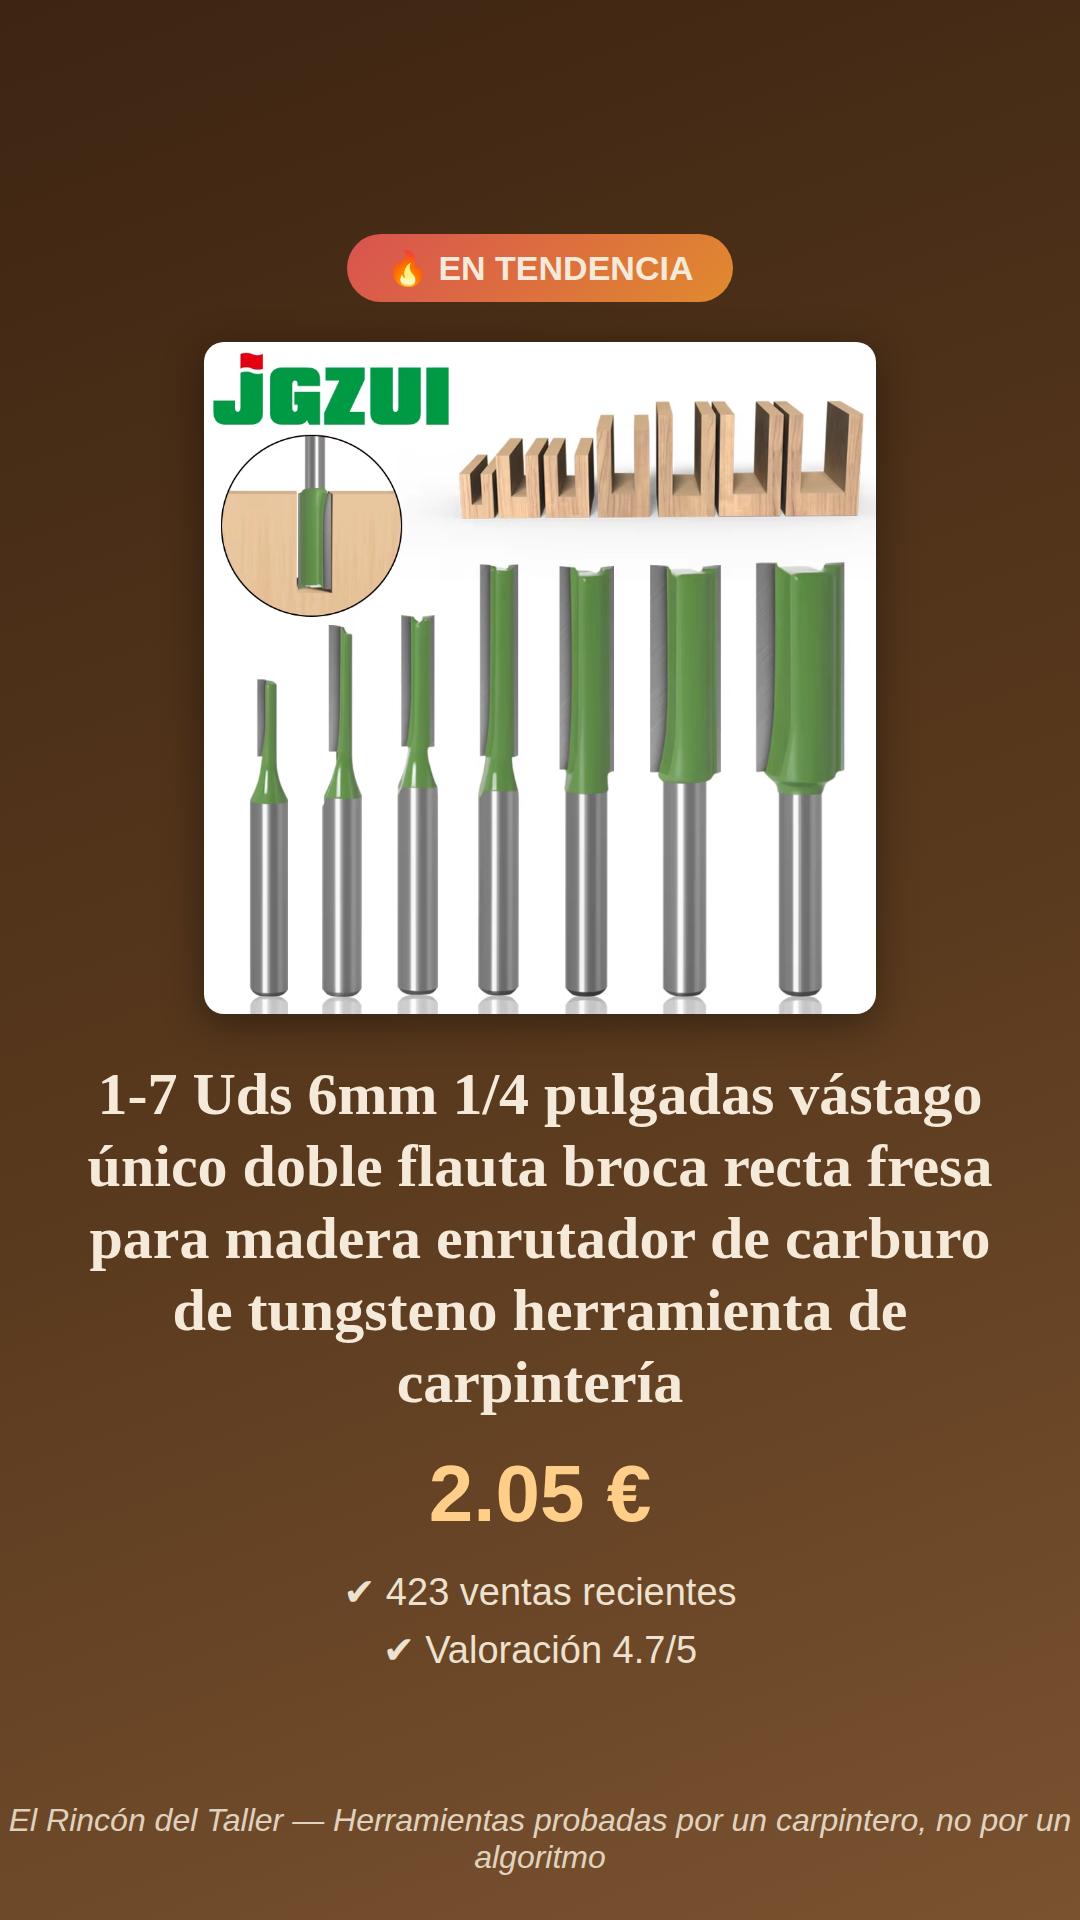 🔥 EN TENDENCIA
JGZUI
1-7 Uds 6mm 1/4 pulgadas vástago
único doble flauta broca recta fresa
para madera enrutador de carburo
de tungsteno herramienta de
carpintería
2.05 €
✔ 423 ventas recientes
✔ Valoración 4.7/5
El Rincón del Taller — Herramientas probadas por un carpintero, no por un
algoritmo